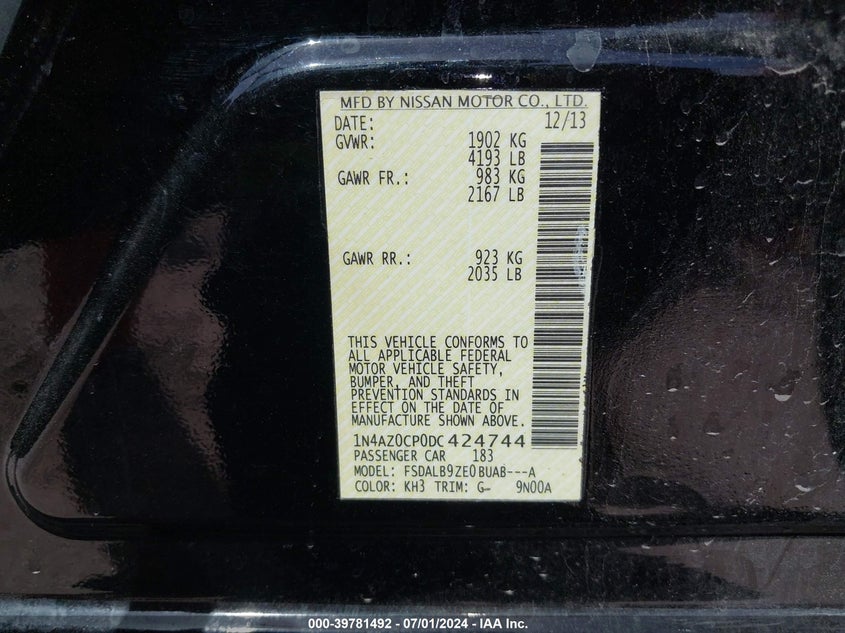 MFD BY NISSAN MOTOR CO., LTD.
DATE: 12/13
GVWR: 1902 KG
4193 LB
GAWR FR.: 983 KG
2167 LB
GAWR RR.: 923 KG
2035 LB
THIS VEHICLE CONFORMS TO
ALL APPLICABLE FEDERAL
MOTOR VEHICLE SAFETY,
BUMPER, AND THEFT
PREVENTION STANDARDS IN
EFFECT ON THE DATE OF
MANUFACTURE SHOWN ABOVE.
1N4AZ0CP0DC424744
PASSENGER CAR 183
MODEL: FSDALB9ZE0BUAB---A
COLOR: KH3 TRIM: G- 9N00A
000-39781492 - 07/01/2024 - IAA Inc.